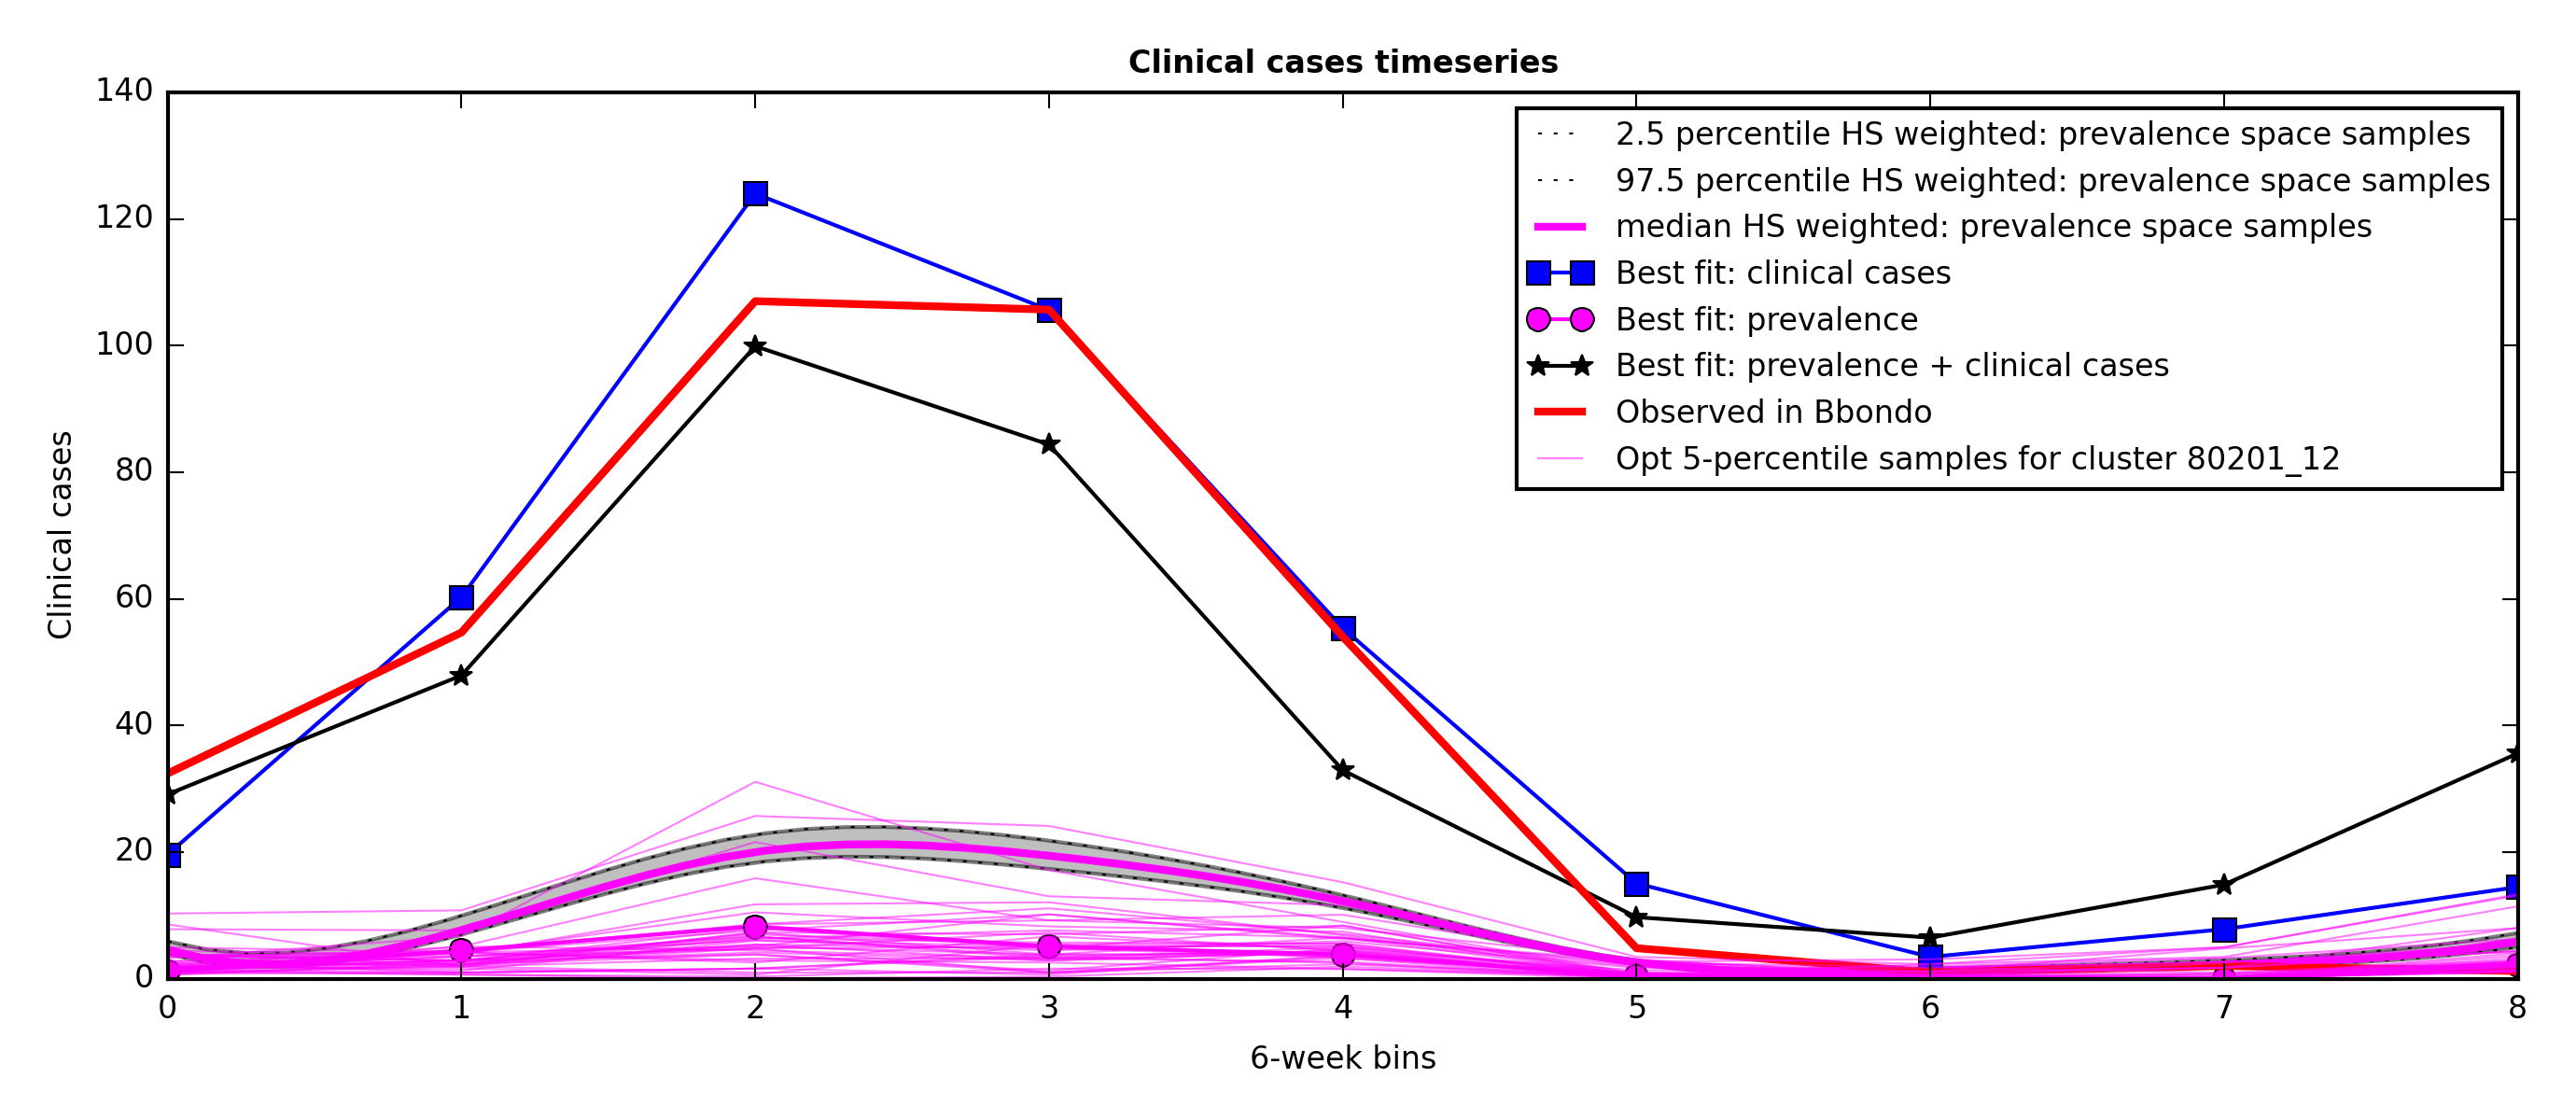 Clinical cases timeseries
140
120
100
80
60
40
20
0
Clinical cases
2.5 percentile HS weighted: prevalence space samples
97.5 percentile HS weighted: prevalence space samples
median HS weighted: prevalence space samples
Best fit: clinical cases
Best fit: prevalence
Best fit: prevalence + clinical cases
Observed in Bbondo
Opt 5-percentile samples for cluster 80201_12
0 1 2 3 4 5 6 7 8
6-week bins